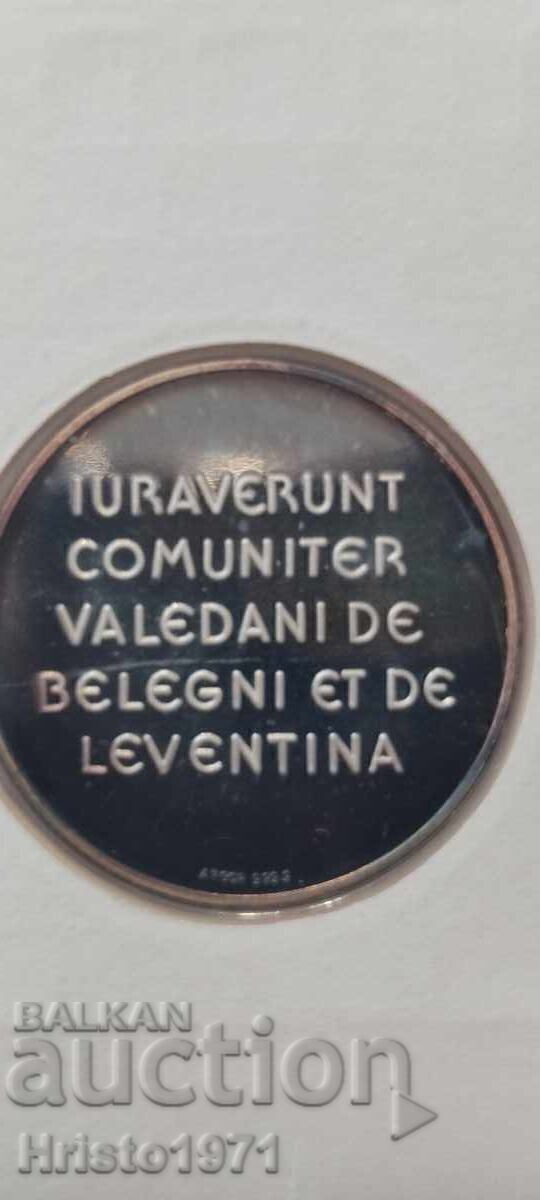 IURAVERUNT
COMUNITER
VALEDANI DE
BELEGNI ET DE
LEVENTINA
BALKAN
auction
Hristo1971